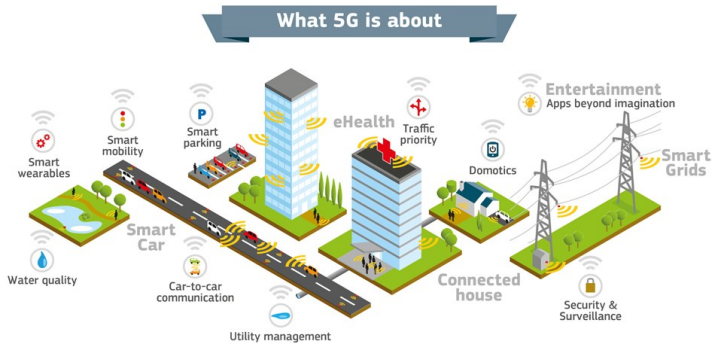 What 5G is about
Entertainment
Apps beyond imagination
eHealth
Traffic
priority
P
Smart
parking
Smart
mobility
Smart
wearables
Domotics
Smart
Grids
Smart
Car
Water quality
Car-to-car
communication
Connected
house
Security &
Surveillance
Utility management